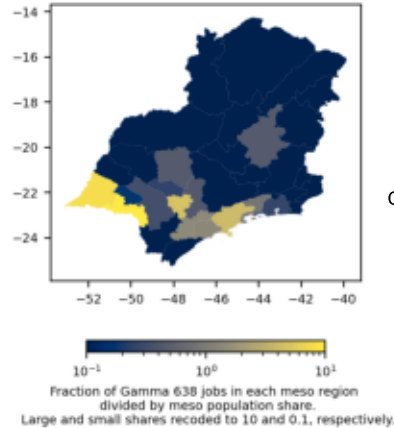 −14
−16
−18
−20
−22
−24
−52 −50 −48 −46 −44 −42 −40
10⁻¹ 10⁰ 10¹
Fraction of Gamma 638 jobs in each meso region
divided by meso population share.
Large and small shares recoded to 10 and 0.1, respectively.